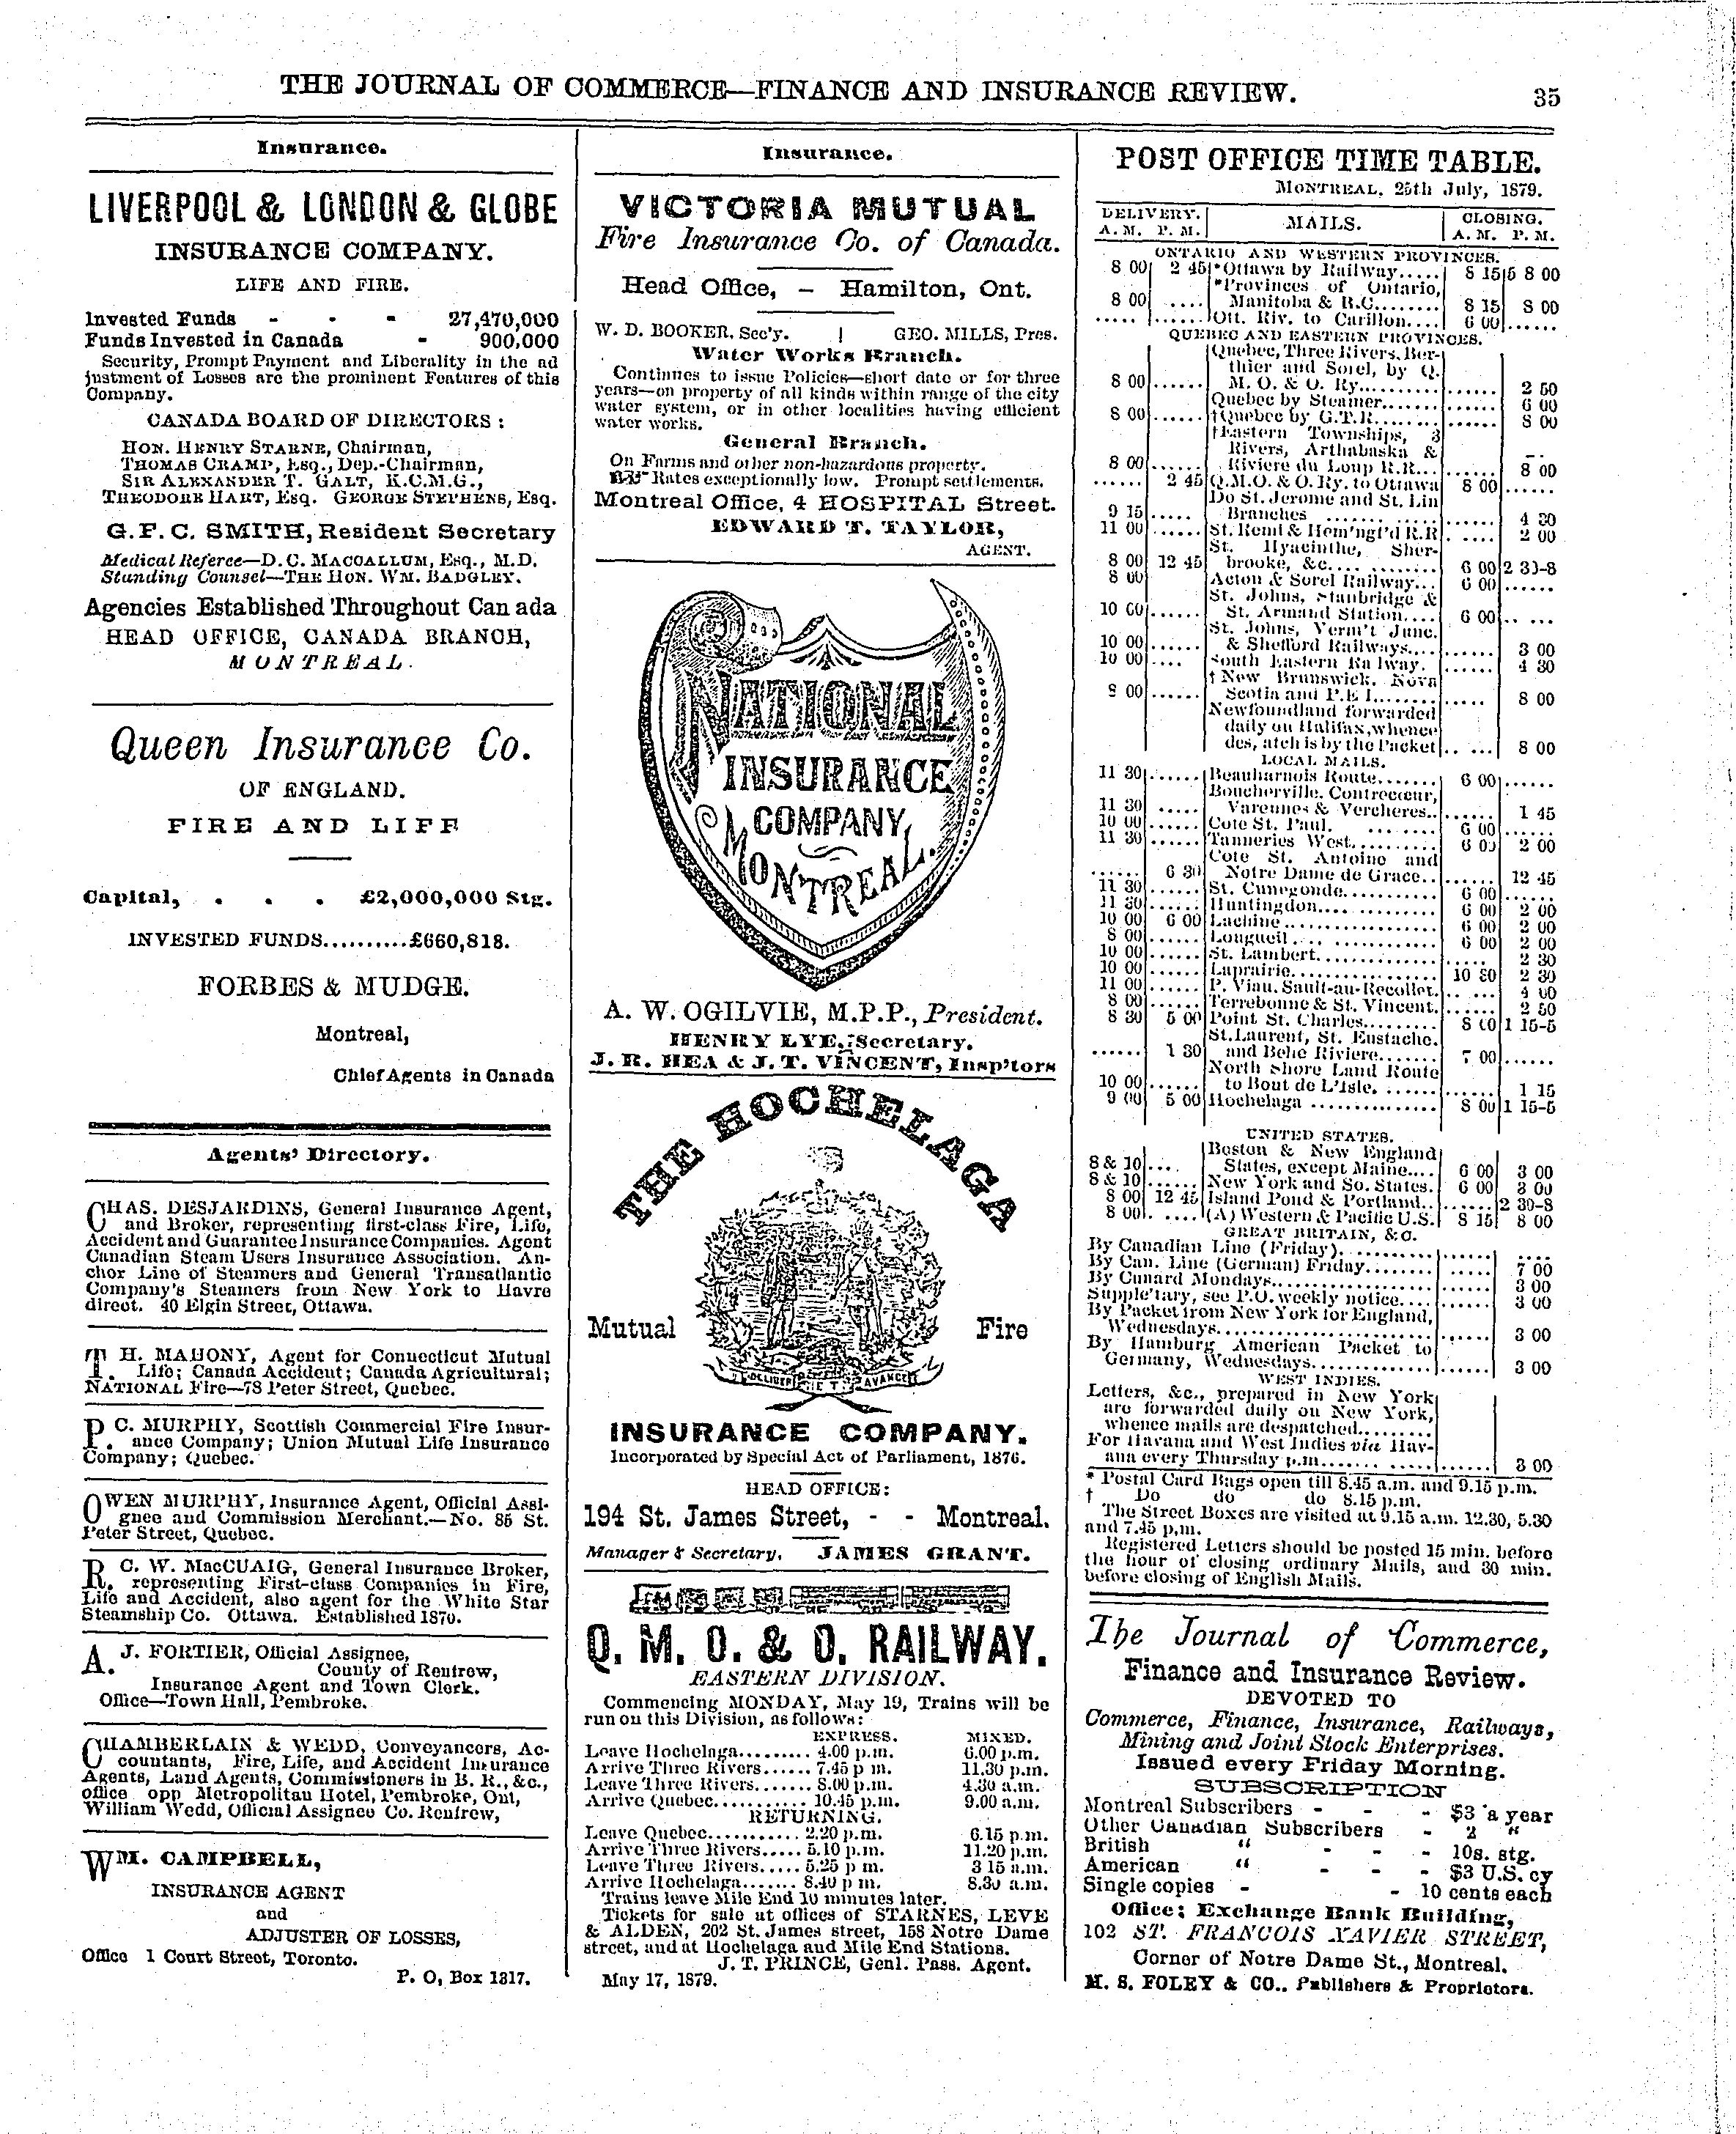 THE JOURNAL OF COMMERCE—FINANCE AND INSURANCE REVIEW. 35
Insurance.
LIVERPOOL & LONDON & GLOBE
INSURANCE COMPANY.
LIFE AND FIRE.
Invested Funds - - - 27,470,000
Funds Invested in Canada - 900,000
Security, Prompt Payment and Liberality in the ad
justment of Losses are the prominent Features of this
Company.
CANADA BOARD OF DIRECTORS :
HON. HENRY STARNE, Chairman,
THOMAS CRAMP, Esq., Dep.-Chairman,
SIR ALEXANDER T. GALT, K.C.M.G.,
THEODORE HART, Esq. GEORGE STEPHENS, Esq.
G. F. C. SMITH, Resident Secretary
Medical Referee—D. C. MACCALLUM, Esq., M.D.
Standing Counsel—THE HON. WM. BADGLEY.
Agencies Established Throughout Can ada
HEAD OFFICE, CANADA BRANCH,
MONTREAL.
Queen Insurance Co.
OF ENGLAND.
FIRE AND LIFE
Capital, . . . £2,000,000 Stg.
INVESTED FUNDS..........£660,818.
FORBES & MUDGE.
Montreal,
Chief Agents in Canada
Agents' Directory.
CHAS. DESJARDINS, General Insurance Agent,
and Broker, representing first-class Fire, Life,
Accident and Guarantee Insurance Companies. Agent
Canadian Steam Users Insurance Association. An-
chor Line of Steamers and General Transatlantic
Company's Steamers from New York to Havre
direct. 40 Elgin Street, Ottawa.
T. H. MAHONY, Agent for Connecticut Mutual
Life; Canada Accident; Canada Agricultural;
NATIONAL Fire—78 Peter Street, Quebec.
P. C. MURPHY, Scottish Commercial Fire Insur-
ance Company; Union Mutual Life Insurance
Company; Quebec.
OWEN MURPHY, Insurance Agent, Official Assi-
gnee and Commission Merchant.—No. 85 St.
Peter Street, Quebec.
R. C. W. MacCUAIG, General Insurance Broker,
representing First-class Companies in Fire,
Life and Accident, also agent for the White Star
Steamship Co. Ottawa. Established 1870.
A. J. FORTIER, Official Assignee,
County of Renfrew,
Insurance Agent and Town Clerk.
Office—Town Hall, Pembroke.
CHAMBERLAIN & WEDD, Conveyancers, Ac-
countants, Fire, Life, and Accident Insurance
Agents, Land Agents, Commissioners in B. R., &c.,
office opp Metropolitan Hotel, Pembroke, Ont,
William Wedd, Official Assignee Co. Renfrew,
WM. CAMPBELL,
INSURANCE AGENT
and
ADJUSTER OF LOSSES,
Office 1 Court Street, Toronto.
P. O, Box 1317.
Insurance.
VICTORIA MUTUAL
Fire Insurance Co. of Canada.
Head Office, - Hamilton, Ont.
W. D. BOOKER, Sec'y. | GEO. MILLS, Pres.
Water Works Branch.
Continues to issue Policies—short date or for three
years—on property of all kinds within range of the city
water system, or in other localities having efficient
water works.
General Branch.
On Farms and other non-hazardous property.
Rates exceptionally low. Prompt settlements.
Montreal Office, 4 HOSPITAL Street.
EDWARD T. TAYLOR,
AGENT.
NATIONAL
INSURANCE
COMPANY,
MONTREAL.
A. W. OGILVIE, M.P.P., President.
HENRY LYE, Secretary.
J. R. HEA & J. T. VINCENT, Insp'tors
THE HOCHELAGA
Mutual Fire
INSURANCE COMPANY.
Incorporated by Special Act of Parliament, 1876.
HEAD OFFICE:
194 St. James Street, - - Montreal.
Manager & Secretary, JAMES GRANT.
Q. M. O. & O. RAILWAY.
EASTERN DIVISION.
Commencing MONDAY, May 19, Trains will be
run on this Division, as follows:
EXPRESS. MIXED.
Leave Hochelaga......... 4.00 p.m. 6.00 p.m.
Arrive Three Rivers...... 7.45 p m. 11.30 p.m.
Leave Three Rivers....... 8.00 p.m. 4.30 a.m.
Arrive Quebec........... 10.45 p.m. 9.00 a.m.
RETURNING.
Leave Quebec........... 2.20 p.m. 6.15 p.m.
Arrive Three Rivers..... 5.10 p.m. 11.20 p.m.
Leave Three Rivers..... 5.25 p m. 3 15 a.m.
Arrive Hochelaga....... 8.40 p m. 8.30 a.m.
Trains leave Mile End 10 minutes later.
Tickets for sale at offices of STARNES, LEVE
& ALDEN, 202 St. James street, 158 Notre Dame
street, and at Hochelaga and Mile End Stations.
J. T. PRINCE, Genl. Pass. Agent.
May 17, 1879.
POST OFFICE TIME TABLE.
MONTREAL, 25th July, 1879.
DELIVERY. MAILS. CLOSING.
A. M. P. M. A. M. P. M.
ONTARIO AND WESTERN PROVINCES.
8 00 2 45 *Ottawa by Railway..... 8 15 5 8 00
*Provinces of Ontario,
8 00 .... Manitoba & B.C........ 8 15 8 00
..... ...... Ott. Riv. to Carillon.... 6 00 ......
QUEBEC AND EASTERN PROVINCES.
Quebec, Three Rivers, Ber-
thier and Sorel, by Q.
8 00 ...... M. O. & O. Ry.......... ...... 2 50
Quebec by Steamer....... ...... 6 00
8 00 ...... †Quebec by G.T.R........ ...... 8 00
†Eastern Townships, 3
Rivers, Arthabaska &
8 00 ...... Riviere du Loup R.R... ...... 8 00
...... 2 45 Q.M.O. & O. Ry. to Ottawa 8 00 ......
Do St. Jerome and St. Lin
9 15 ..... Branches ............... ...... 4 30
11 00 ...... St. Remi & Hem'ngf'd R.R. .... 2 00
St. Hyacinthe, Sher-
8 00 12 45 brooke, &c.... ........ 6 00 2 30-8
8 00 Acton & Sorel Railway... 6 00 ......
St. Johns, Stanbridge &
10 00 ...... St. Armand Station.... 6 00 .. ...
St. Johns, Verm't Junc.
10 00 ...... & Shefford Railways.... ...... 3 00
10 00 .... South Eastern Ra lway. ...... 4 30
† New Brunswick, Nova
9 00 ...... Scotia and P.E I....... ..... 8 00
Newfoundland forwarded
daily on Halifax, whence
des, atch is by the Packet .. ... 8 00
LOCAL MAILS.
11 30 ...... Beauharnois Route....... 6 00 ......
Boucherville, Contrecœur,
11 30 ..... Varennes & Vercheres.. ...... 1 45
10 00 ...... Cote St. Paul. ....... 6 00 ......
11 30 ...... Tanneries West.......... 6 00 2 00
Cote St. Antoine and
...... 6 30 Notre Dame de Grace.. ...... 12 45
11 30 ...... St. Cunegonde........... 6 00 ......
11 30 ...... Huntingdon.............. 6 00 2 00
10 00 6 00 Lachine................. 6 00 2 00
8 00 ...... Longueil................ 6 00 2 00
10 00 ...... St. Lambert............. ..... 2 30
10 00 ...... Laprairie............... 10 30 2 30
11 00 ...... P. Viau, Sault-au-Recollet. .. ... 4 00
8 00 ...... Terrebonne & St. Vincent. ...... 2 50
8 30 5 00 Point St. Charles......... 8 00 1 15-5
St. Laurent, St. Eustache.
...... 1 30 and Belle Riviere....... 7 00 ......
North Shore Land Route
10 00 ...... to Bout de L'Isle. ...... ...... 1 15
9 00 5 00 Hochelaga .............. 8 00 1 15-5
UNITED STATES.
Boston & New England
8 & 10 .... States, except Maine.... 6 00 3 00
8 & 10 ...... New York and So. States. 6 00 3 00
8 00 12 45 Island Pond & Portland.. ...... 2 30-8
8 00 ..... (A) Western & Pacific U.S. 8 15 8 00
GREAT BRITAIN, &C.
By Canadian Line (Friday)............ ...... ....
By Can. Line (German) Friday........ ...... 7 00
By Cunard Mondays.................. ...... 3 00
Supple'tary, see P.O. weekly notice.... ...... 3 00
By Packet from New York for England,
Wednesdays........................ ...... 3 00
By Hamburg American Packet to
Germany, Wednesdays............. ...... 3 00
WEST INDIES.
Letters, &c., prepared in New York
are forwarded daily on New York,
whence mails are despatched........
For Havana and West Indies via Hav-
ana every Thursday p.m........ ..... ...... 3 00
* Postal Card Bags open till 8.45 a.m. and 9.15 p.m.
† Do do do 8.15 p.m.
The Street Boxes are visited at 9.15 a.m. 12.30, 5.30
and 7.45 p.m.
Registered Letters should be posted 15 min. before
the hour of closing ordinary Mails, and 30 min.
before closing of English Mails.
The Journal of Commerce,
Finance and Insurance Review.
DEVOTED TO
Commerce, Finance, Insurance, Railways,
Mining and Joint Stock Enterprises.
Issued every Friday Morning.
SUBSCRIPTION
Montreal Subscribers - - - $3 a year
Other Canadian Subscribers - 2 "
British " - - - 10s. stg.
American " - - - $3 U.S. cy
Single copies - - 10 cents each
Office: Exchange Bank Building,
102 ST. FRANCOIS XAVIER STREET,
Corner of Notre Dame St., Montreal.
M. S. FOLEY & CO., Publishers & Proprietors.